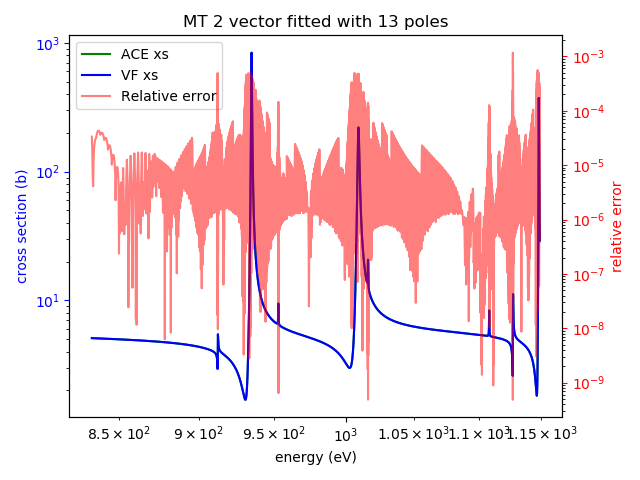 MT 2 vector fitted with 13 poles
ACE xs
VF xs
Relative error
cross section (b)
10³
10²
10¹
relative error
10⁻³
10⁻⁴
10⁻⁵
10⁻⁶
10⁻⁷
10⁻⁸
10⁻⁹
8.5 × 10² 9 × 10² 9.5 × 10² 10³ 1.05 × 10³ 1.1 × 10³ 1.15 × 10³
energy (eV)